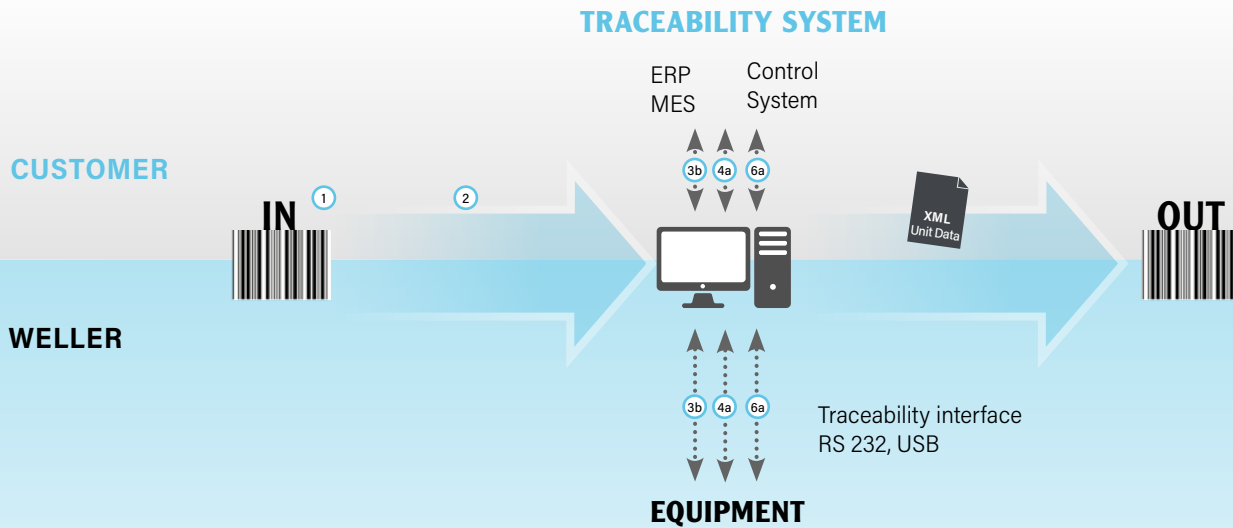 TRACEABILITY SYSTEM
ERP
MES
Control
System
3b
4a
6a
CUSTOMER
IN
1
2
XML
Unit Data
OUT
WELLER
3b
4a
6a
Traceability interface
RS 232, USB
EQUIPMENT